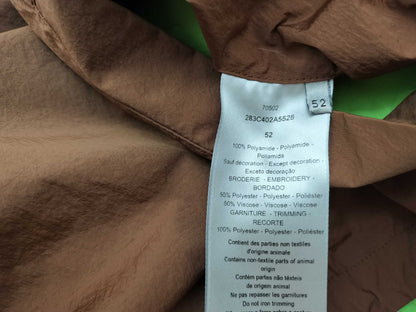 70502
283C402A5526
52
52
100% Polyamide - Polyamide -
Poliamida
Sauf décoration - Except decoration -
Exceto decoração
BRODERIE - EMBROIDERY -
BORDADO
50% Polyester - Polyester - Poliéster
50% Viscose - Viscose - Viscose
GARNITURE - TRIMMING -
RECORTE
100% Polyester - Polyester - Poliéster
Contient des parties non textiles
d'origine animale
Contains non-textile parts of animal
origin
Contém partes não têxteis
de origem animal
Ne pas repasser les garnitures
Do not iron trimming